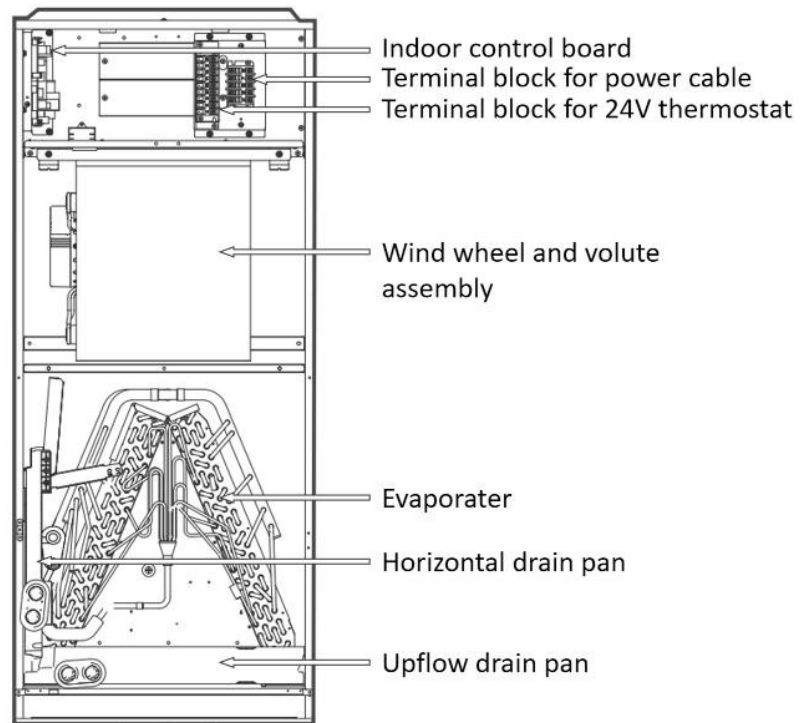 Indoor control board
Terminal block for power cable
Terminal block for 24V thermostat
Wind wheel and volute
assembly
Evaporater
Horizontal drain pan
Upflow drain pan